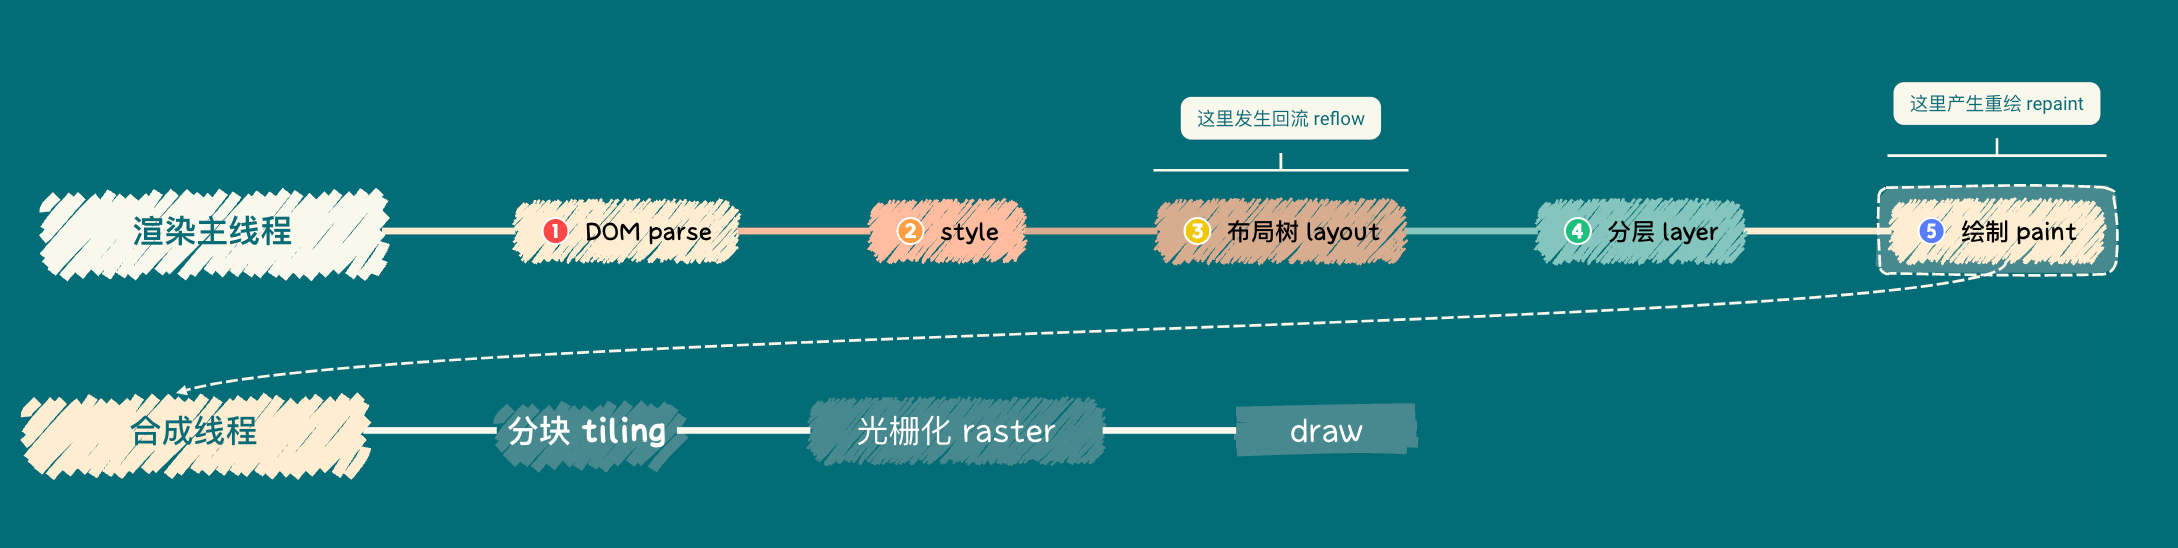 这里产生重绘 repaint
这里发生回流 reflow
渲染主线程
1 DOM parse
2 style
3 布局树 layout
4 分层 layer
5 绘制 paint
合成线程
分块 tiling
光栅化 raster
draw